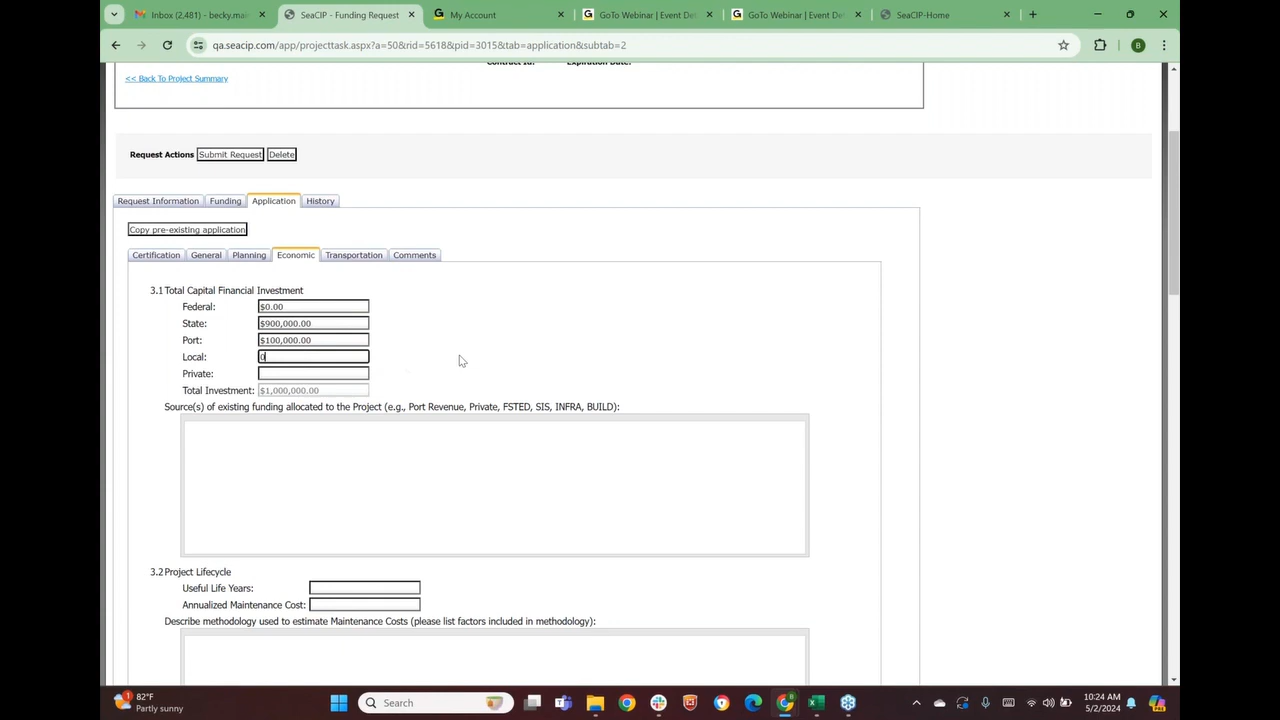 Inbox (2,481) - becky.mai
SeaCIP - Funding Request
My Account
GoTo Webinar | Event Det
GoTo Webinar | Event Det
SeaCIP-Home
qa.seacip.com/app/projecttask.aspx?a=50&rid=5618&pid=3015&tab=application&subtab=2
B
Contract Id: Expiration Date:
<< Back To Project Summary
Request Actions Submit Request Delete
Request Information Funding Application History
Copy pre-existing application
Certification General Planning Economic Transportation Comments
3.1 Total Capital Financial Investment
Federal: $0.00
State: $900,000.00
Port: $100,000.00
Local: 0
Private:
Total Investment: $1,000,000.00
Source(s) of existing funding allocated to the Project (e.g., Port Revenue, Private, FSTED, SIS, INFRA, BUILD):
3.2 Project Lifecycle
Useful Life Years:
Annualized Maintenance Cost:
Describe methodology used to estimate Maintenance Costs (please list factors included in methodology):
1
82°F
Partly sunny
Search
10:24 AM
5/2/2024